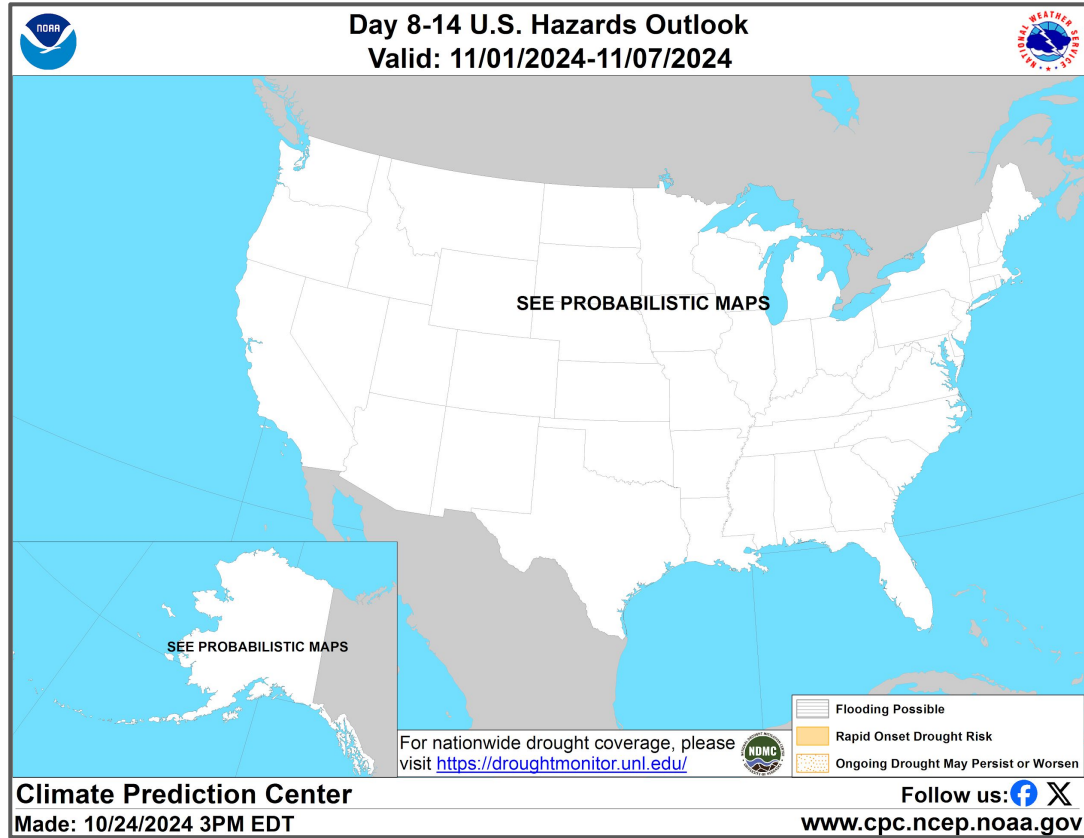 NOAA
Day 8-14 U.S. Hazards Outlook
Valid: 11/01/2024-11/07/2024
NATIONAL WEATHER SERVICE
SEE PROBABILISTIC MAPS
SEE PROBABILISTIC MAPS
For nationwide drought coverage, please
visit https://droughtmonitor.unl.edu/
NDMC
Flooding Possible
Rapid Onset Drought Risk
Ongoing Drought May Persist or Worsen
Climate Prediction Center
Follow us:
Made: 10/24/2024 3PM EDT
www.cpc.ncep.noaa.gov